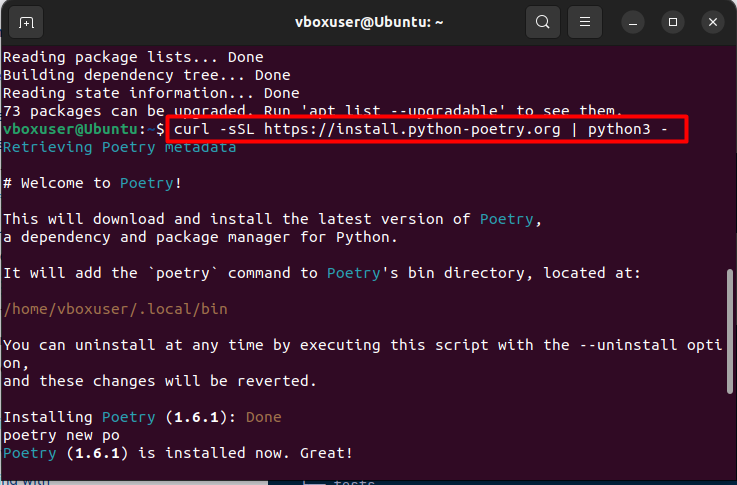 vboxuser@Ubuntu: ~
Reading package lists... Done
Building dependency tree... Done
Reading state information... Done
73 packages can be upgraded. Run 'apt list --upgradable' to see them.
vboxuser@Ubuntu:~$ curl -sSL https://install.python-poetry.org | python3 -
Retrieving Poetry metadata
# Welcome to Poetry!
This will download and install the latest version of Poetry,
a dependency and package manager for Python.
It will add the `poetry` command to Poetry's bin directory, located at:
/home/vboxuser/.local/bin
You can uninstall at any time by executing this script with the --uninstall opti
on,
and these changes will be reverted.
Installing Poetry (1.6.1): Done
poetry new po
Poetry (1.6.1) is installed now. Great!
tests